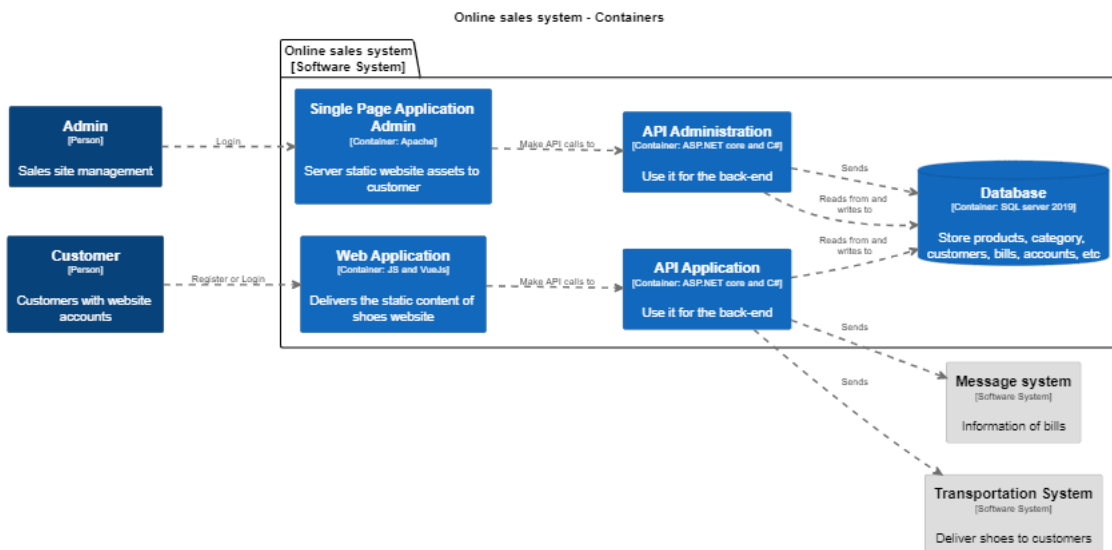 Online sales system - Containers
Online sales system
[Software System]
Admin
[Person]
Sales site management
Login
Single Page Application
Admin
[Container: Apache]
Server static website assets to
customer
Make API calls to
API Administration
[Container: ASP.NET core and C#]
Use it for the back-end
Sends
Reads from and
writes to
Database
[Container: SQL server 2019]
Store products, category,
customers, bills, accounts, etc
Customer
[Person]
Customers with website
accounts
Register or Login
Web Application
[Container: JS and VueJs]
Delivers the static content of
shoes website
Make API calls to
API Application
[Container: ASP.NET core and C#]
Use it for the back-end
Reads from and
writes to
Sends
Message system
[Software System]
Information of bills
Sends
Transportation System
[Software System]
Deliver shoes to customers